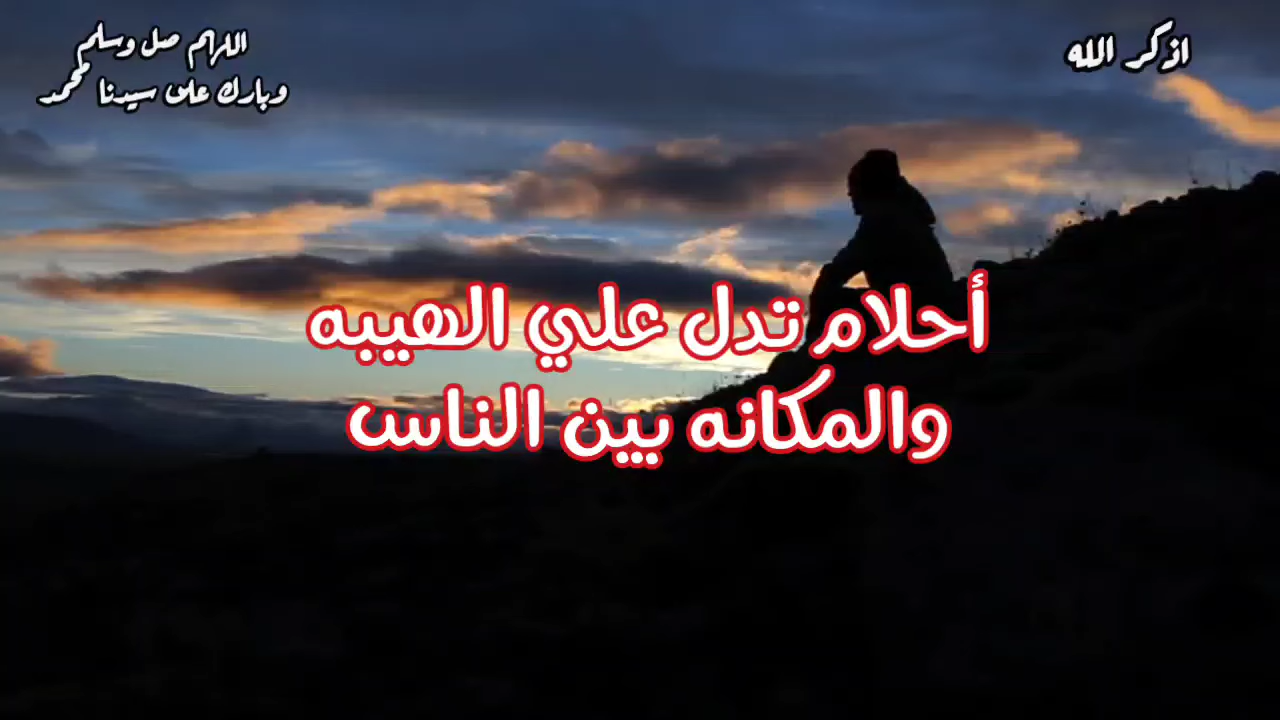 اذكر الله
اللهم صل وسلم
وبارك على سيدنا محمد
أحلام تدل علي الهيبه
والمكانه بين الناس